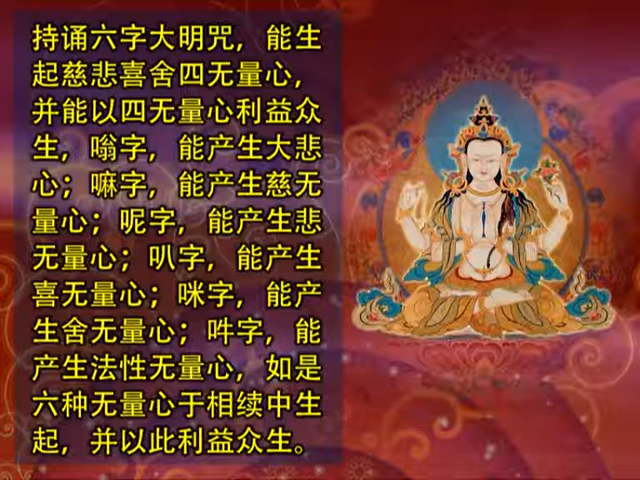 持诵六字大明咒，能生
起慈悲喜舍四无量心，
并能以四无量心利益众
生，嗡字，能产生大悲
心；嘛字，能产生慈无
量心；呢字，能产生悲
无量心；叭字，能产生
喜无量心；咪字，能产
生舍无量心；吽字，能
产生法性无量心，如是
六种无量心于相续中生
起，并以此利益众生。